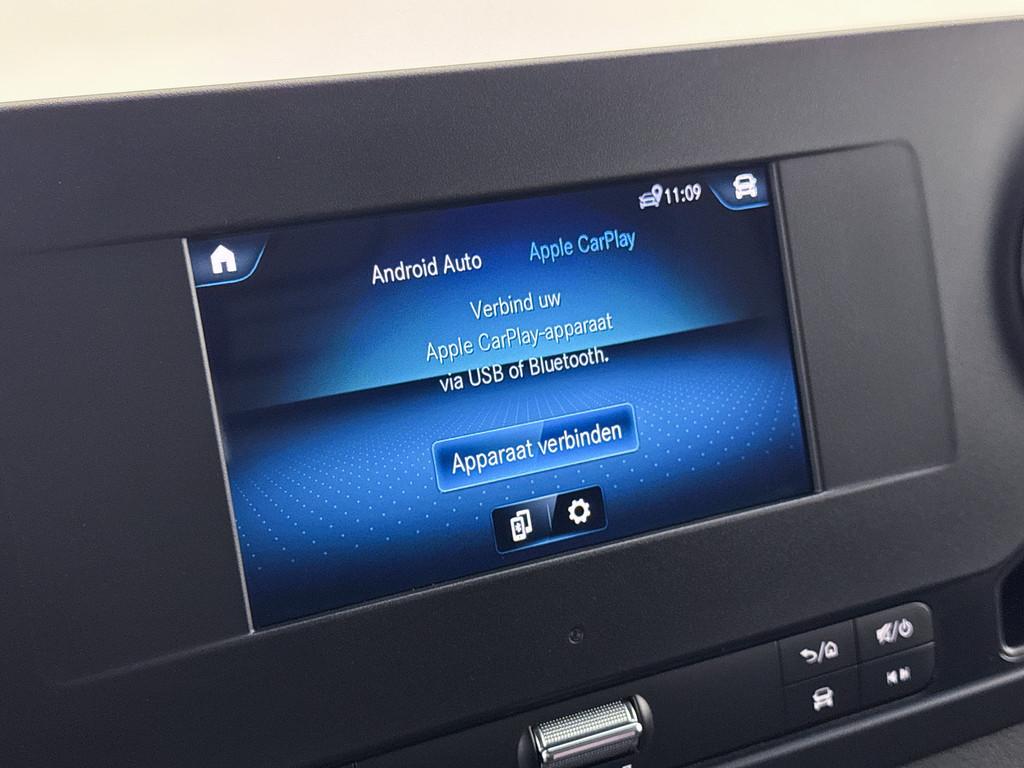 11:09
Android Auto
Apple CarPlay
Verbind uw
Apple CarPlay-apparaat
via USB of Bluetooth.
Apparaat verbinden